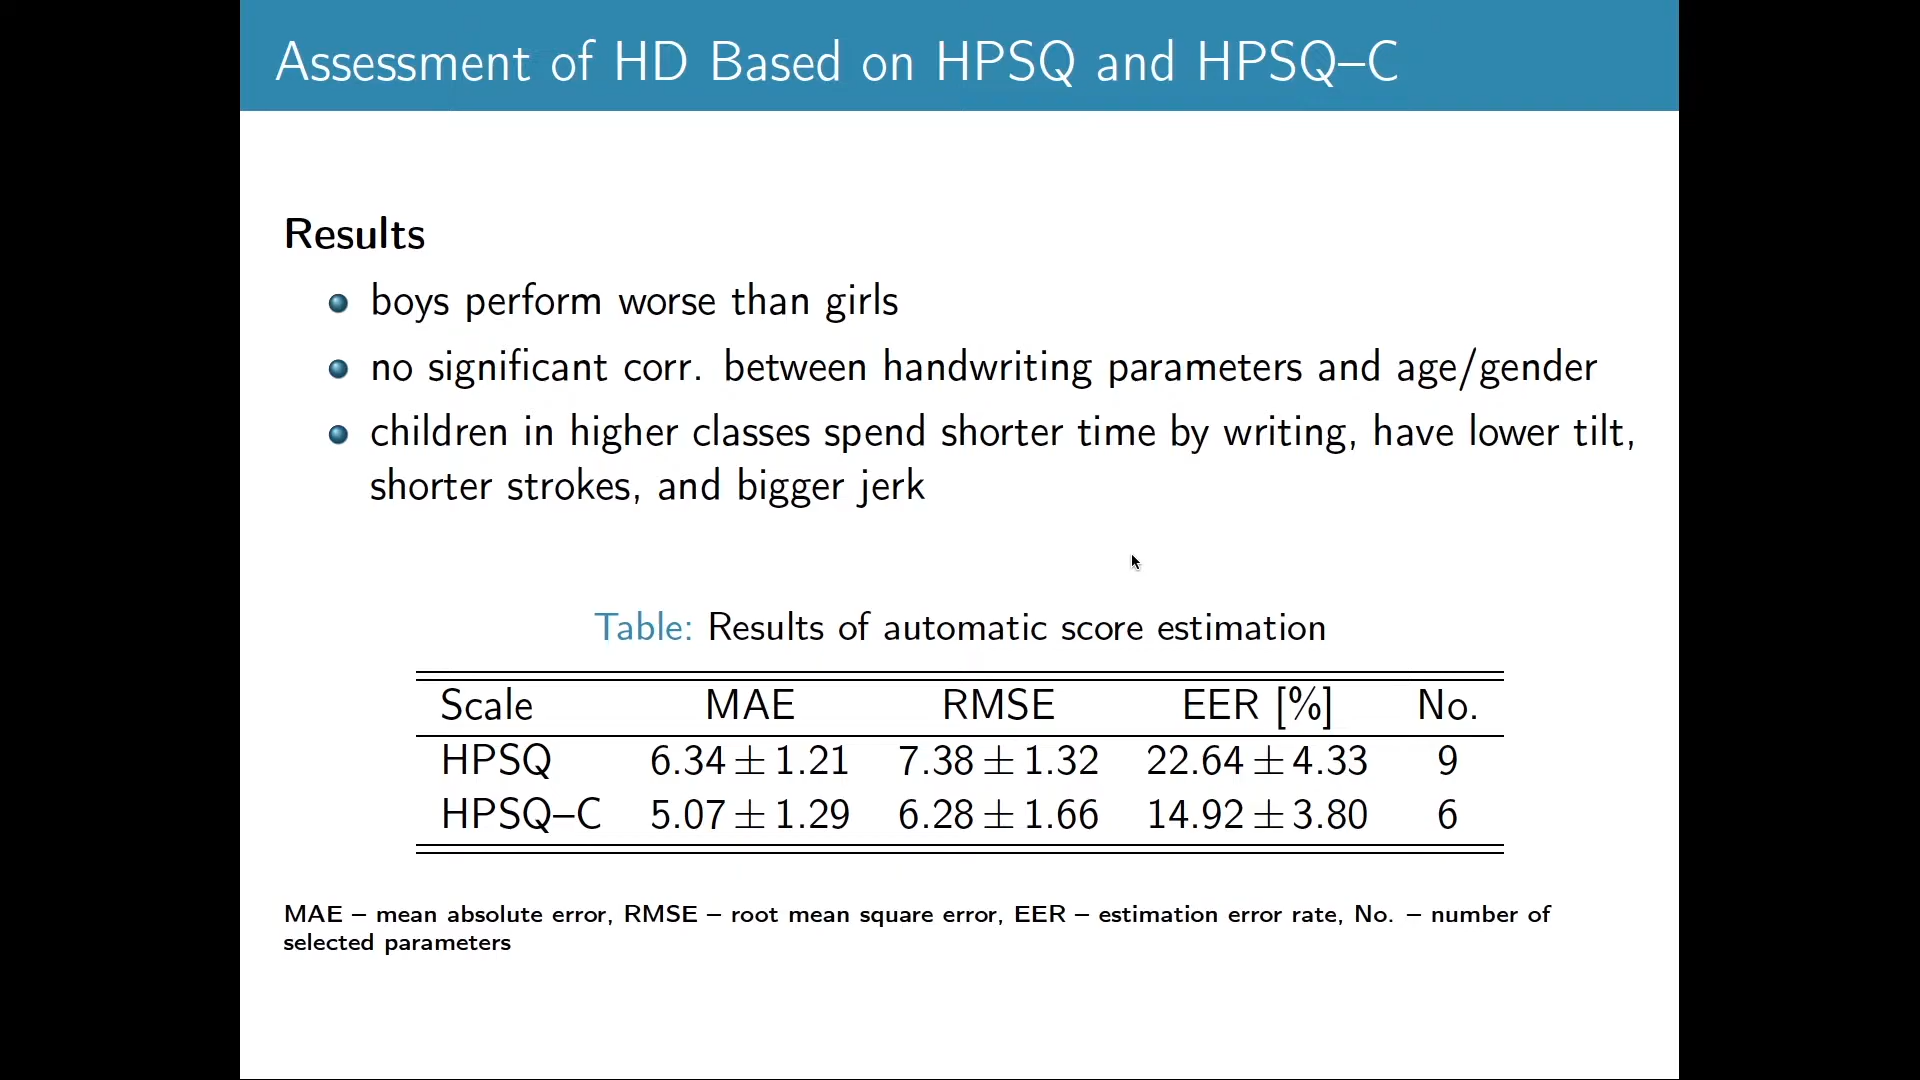 Assessment of HD Based on HPSQ and HPSQ–C
Results
boys perform worse than girls
no significant corr. between handwriting parameters and age/gender
children in higher classes spend shorter time by writing, have lower tilt,
shorter strokes, and bigger jerk
Table: Results of automatic score estimation
Scale MAE RMSE EER [%] No.
HPSQ 6.34 ± 1.21 7.38 ± 1.32 22.64 ± 4.33 9
HPSQ–C 5.07 ± 1.29 6.28 ± 1.66 14.92 ± 3.80 6
MAE – mean absolute error, RMSE – root mean square error, EER – estimation error rate, No. – number of
selected parameters